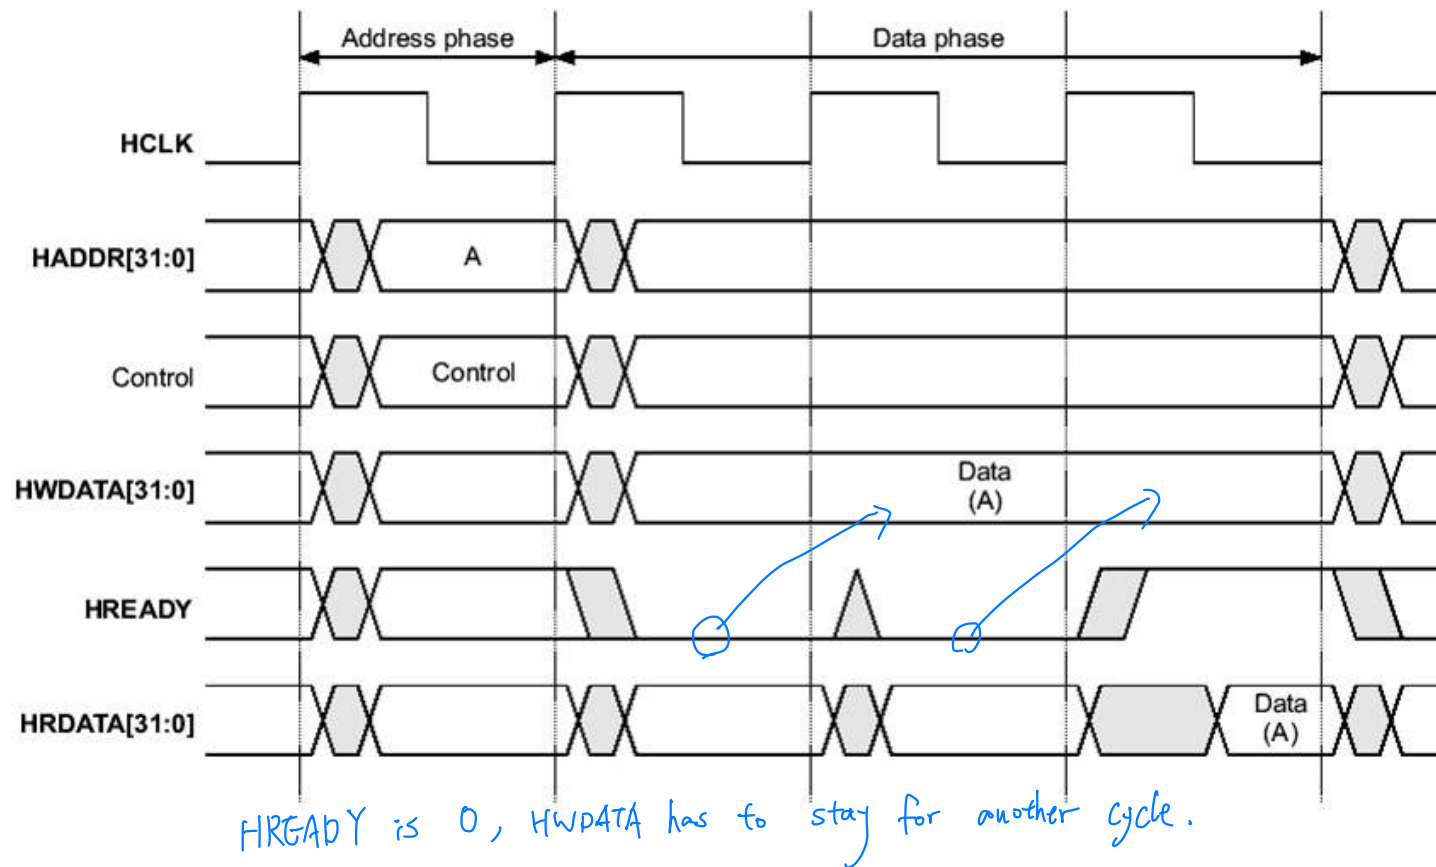 Address phase
Data phase
HCLK
HADDR[31:0]
A
Control
Control
HWDATA[31:0]
Data
(A)
HREADY
HRDATA[31:0]
Data
(A)
HREADY is 0, HWDATA has to stay for another cycle.